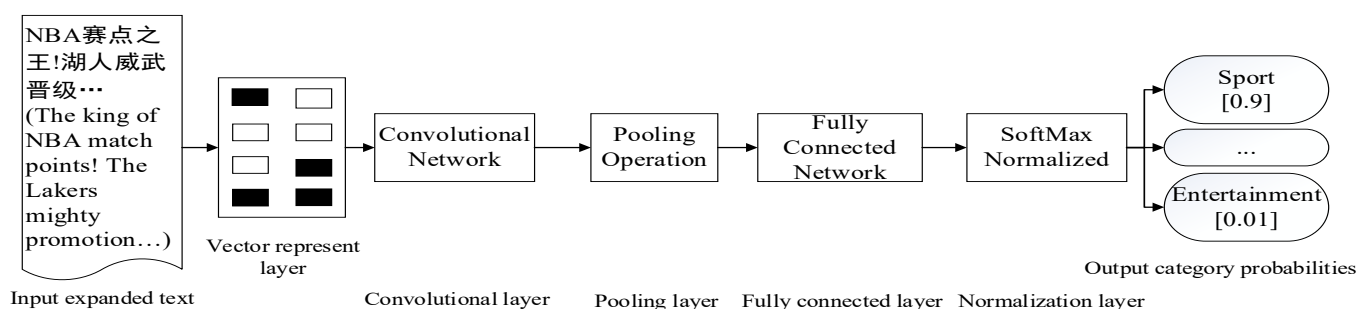 NBA赛点之
王!湖人威武
晋级…
(The king of
NBA match
points! The
Lakers
mighty
promotion…)
Input expanded text
Vector represent
layer
Convolutional
Network
Convolutional layer
Pooling
Operation
Pooling layer
Fully
Connected
Network
Fully connected layer
SoftMax
Normalized
Normalization layer
Sport
[0.9]
...
Entertainment
[0.01]
Output category probabilities